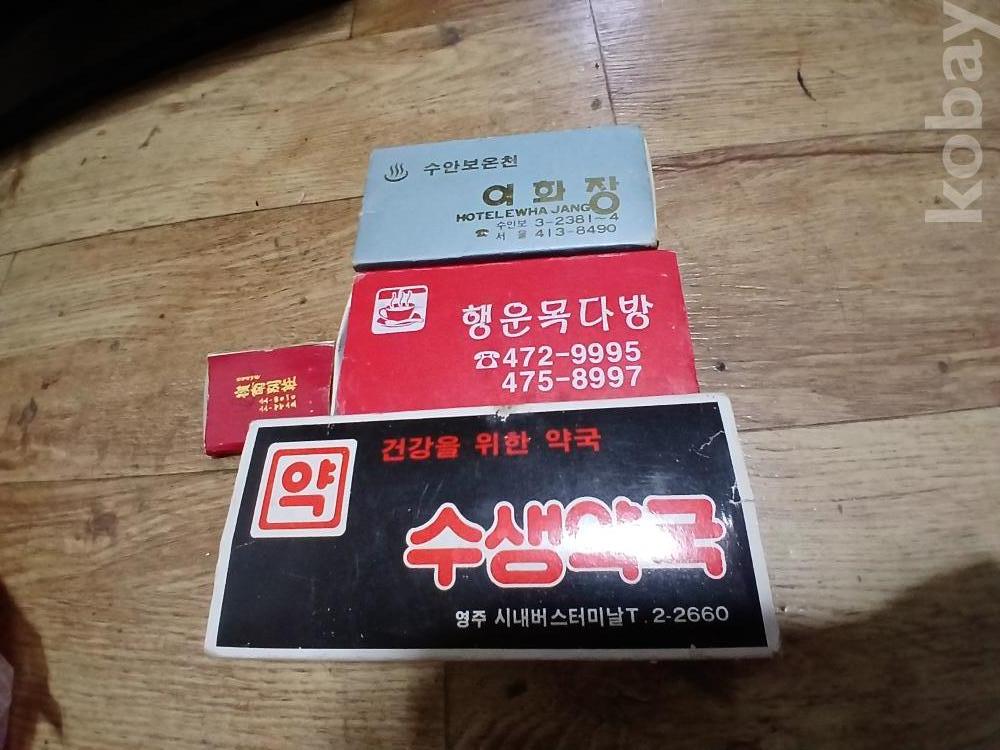 kobay
수안보온천
여화장
HOTEL EWHA JANG
수안보 3-2381~4
☎ 서울 413-8490
행운목다방
☎472-9995
475-8997
약
건강을 위한 약국
수생약국
영주 시내버스터미날 T. 2-2660